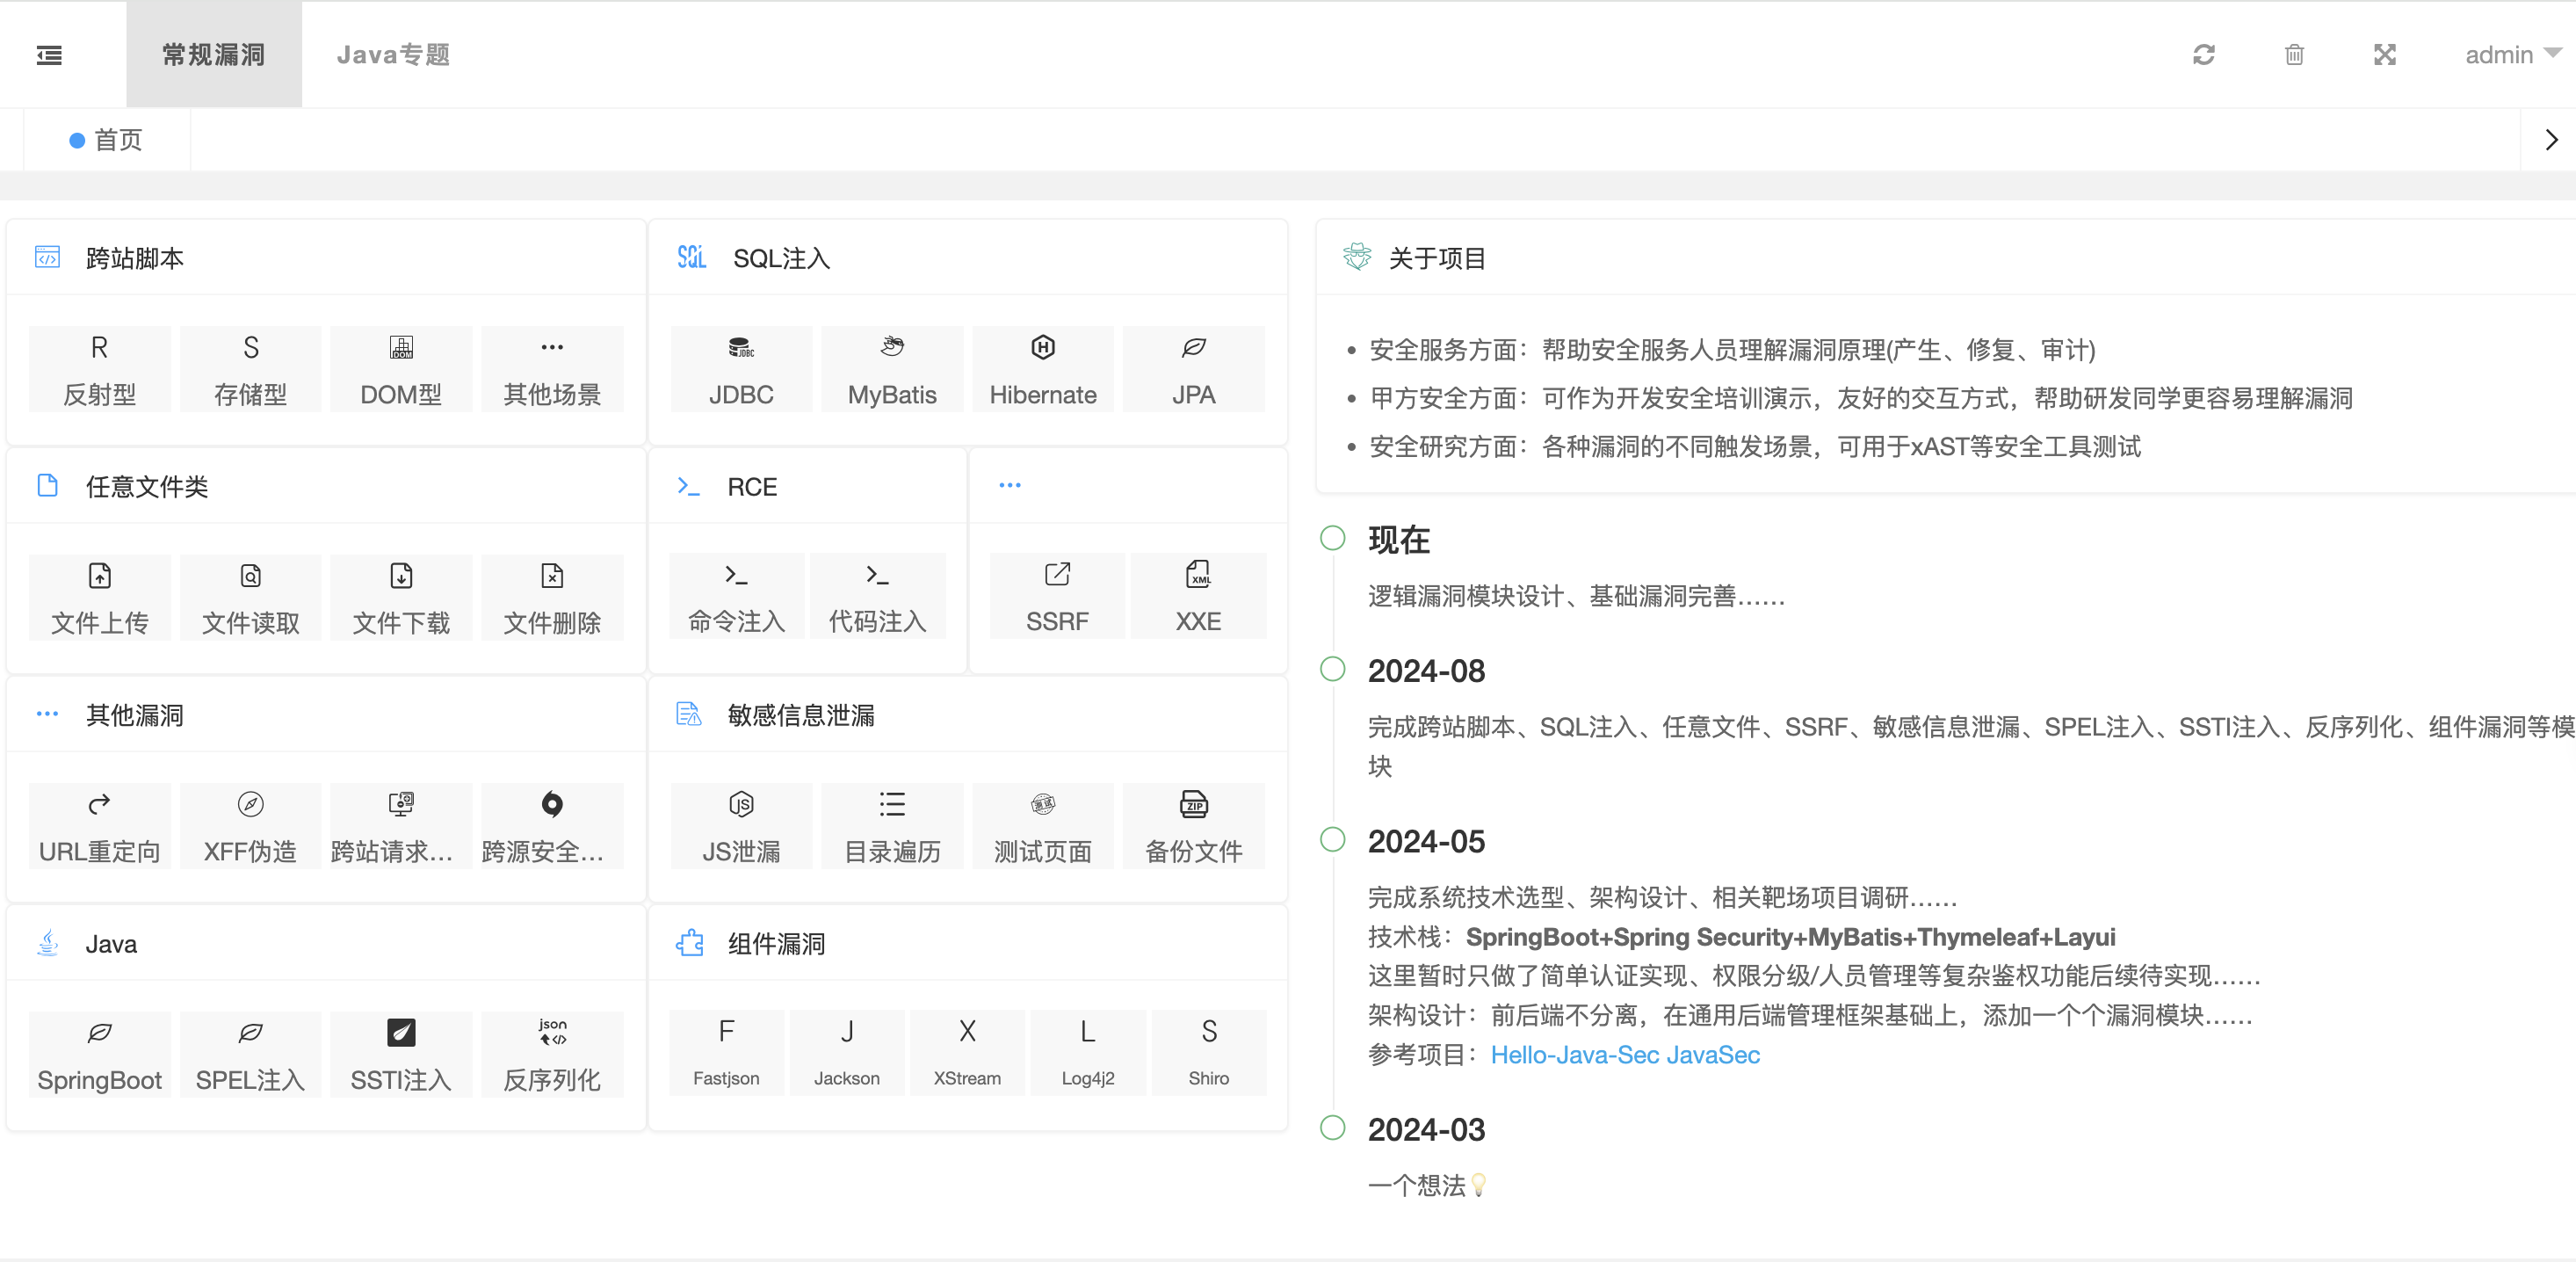 常规漏洞
Java专题
admin
首页
跨站脚本
R
反射型
S
存储型
DOM
DOM型
其他场景
SQL
SQL注入
JDBC
JDBC
MyBatis
H
Hibernate
JPA
任意文件类
文件上传
文件读取
文件下载
文件删除
RCE
命令注入
代码注入
SSRF
XML
XXE
其他漏洞
URL重定向
XFF伪造
跨站请求...
跨源安全...
敏感信息泄漏
JS
JS泄漏
目录遍历
测试
测试页面
ZIP
备份文件
Java
SpringBoot
SPEL注入
SSTI注入
json
反序列化
组件漏洞
F
Fastjson
J
Jackson
X
XStream
L
Log4j2
S
Shiro
关于项目
安全服务方面：帮助安全服务人员理解漏洞原理(产生、修复、审计)
甲方安全方面：可作为开发安全培训演示，友好的交互方式，帮助研发同学更容易理解漏洞
安全研究方面：各种漏洞的不同触发场景，可用于xAST等安全工具测试
现在
逻辑漏洞模块设计、基础漏洞完善......
2024-08
完成跨站脚本、SQL注入、任意文件、SSRF、敏感信息泄漏、SPEL注入、SSTI注入、反序列化、组件漏洞等模
块
2024-05
完成系统技术选型、架构设计、相关靶场项目调研......
技术栈：SpringBoot+Spring Security+MyBatis+Thymeleaf+Layui
这里暂时只做了简单认证实现、权限分级/人员管理等复杂鉴权功能后续待实现......
架构设计：前后端不分离，在通用后端管理框架基础上，添加一个个漏洞模块......
参考项目：Hello-Java-Sec JavaSec
2024-03
一个想法💡